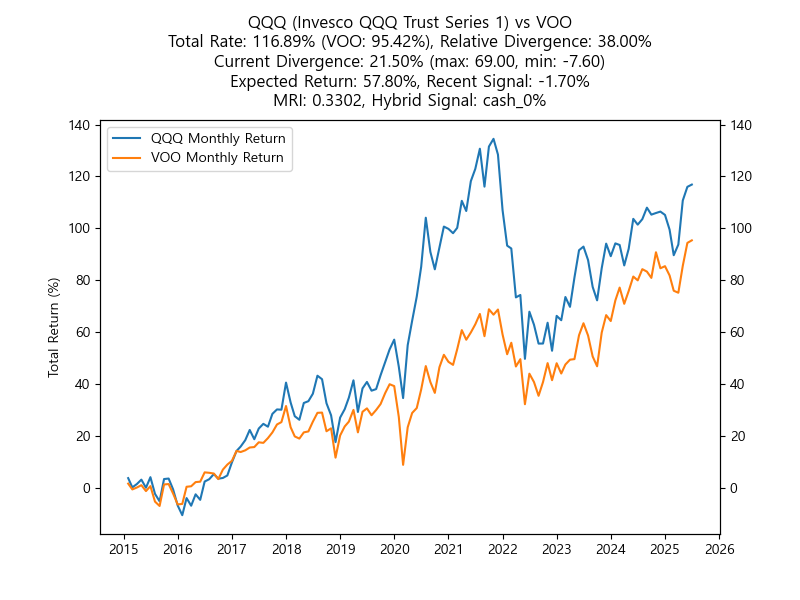 QQQ (Invesco QQQ Trust Series 1) vs VOO
Total Rate: 116.89% (VOO: 95.42%), Relative Divergence: 38.00%
Current Divergence: 21.50% (max: 69.00, min: -7.60)
Expected Return: 57.80%, Recent Signal: -1.70%
MRI: 0.3302, Hybrid Signal: cash_0%
QQQ Monthly Return
VOO Monthly Return
Total Return (%)
140
120
100
80
60
40
20
0
140
120
100
80
60
40
20
0
2015 2016 2017 2018 2019 2020 2021 2022 2023 2024 2025 2026